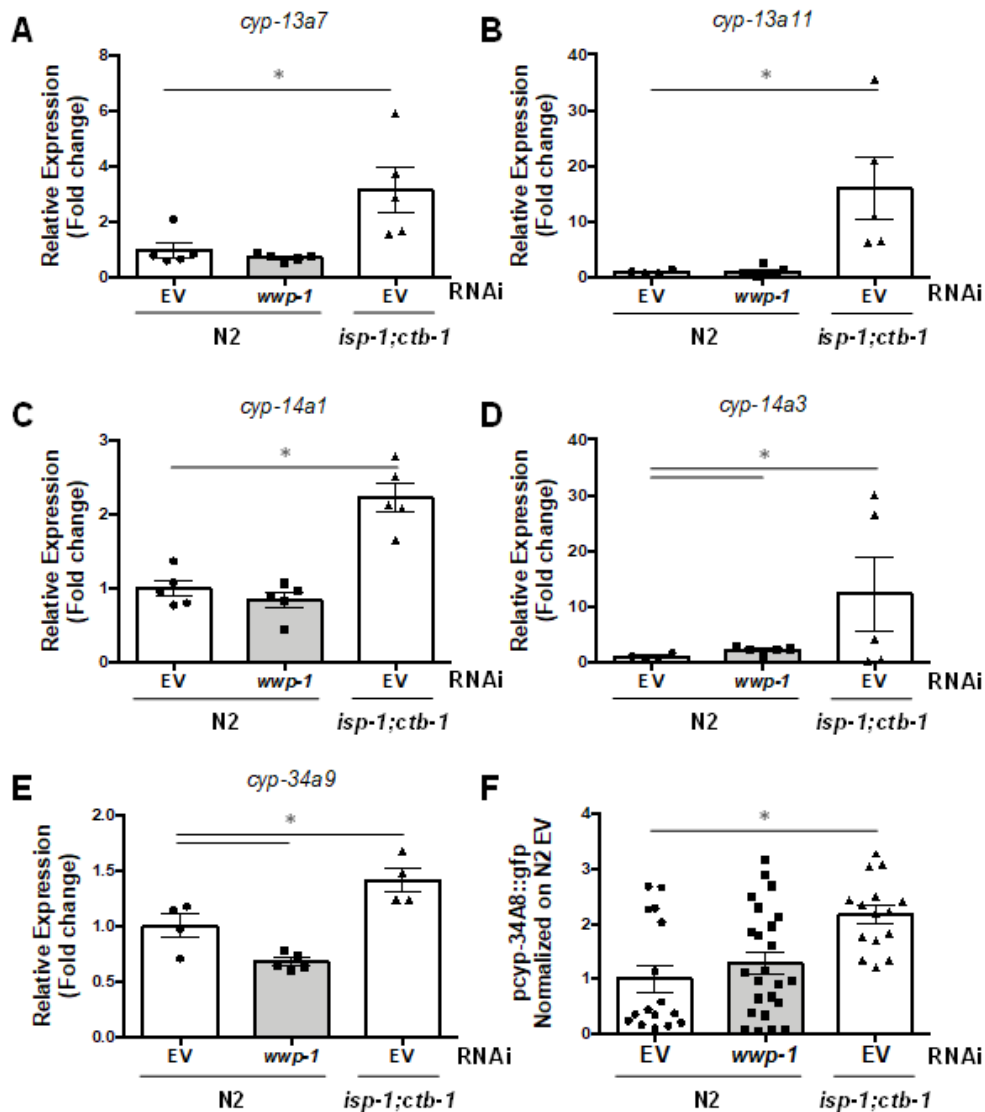 A
cyp-13a7
Relative Expression
(Fold change)
8
6
4
2
0
*
EV
wwp-1
EV
RNAi
N2
isp-1;ctb-1
B
cyp-13a11
Relative Expression
(Fold change)
40
30
20
10
0
*
EV
wwp-1
EV
RNAi
N2
isp-1;ctb-1
C
cyp-14a1
Relative Expression
(Fold change)
3
2
1
0
*
EV
wwp-1
EV
RNAi
N2
isp-1;ctb-1
D
cyp-14a3
Relative Expression
(Fold change)
40
30
20
10
0
*
EV
wwp-1
EV
RNAi
N2
isp-1;ctb-1
E
cyp-34a9
Relative Expression
(Fold change)
2.0
1.5
1.0
0.5
0.0
*
EV
wwp-1
EV
RNAi
N2
isp-1;ctb-1
F
pcyp-34A8::gfp
Normalized on N2 EV
4
3
2
1
0
*
EV
wwp-1
EV
RNAi
N2
isp-1;ctb-1